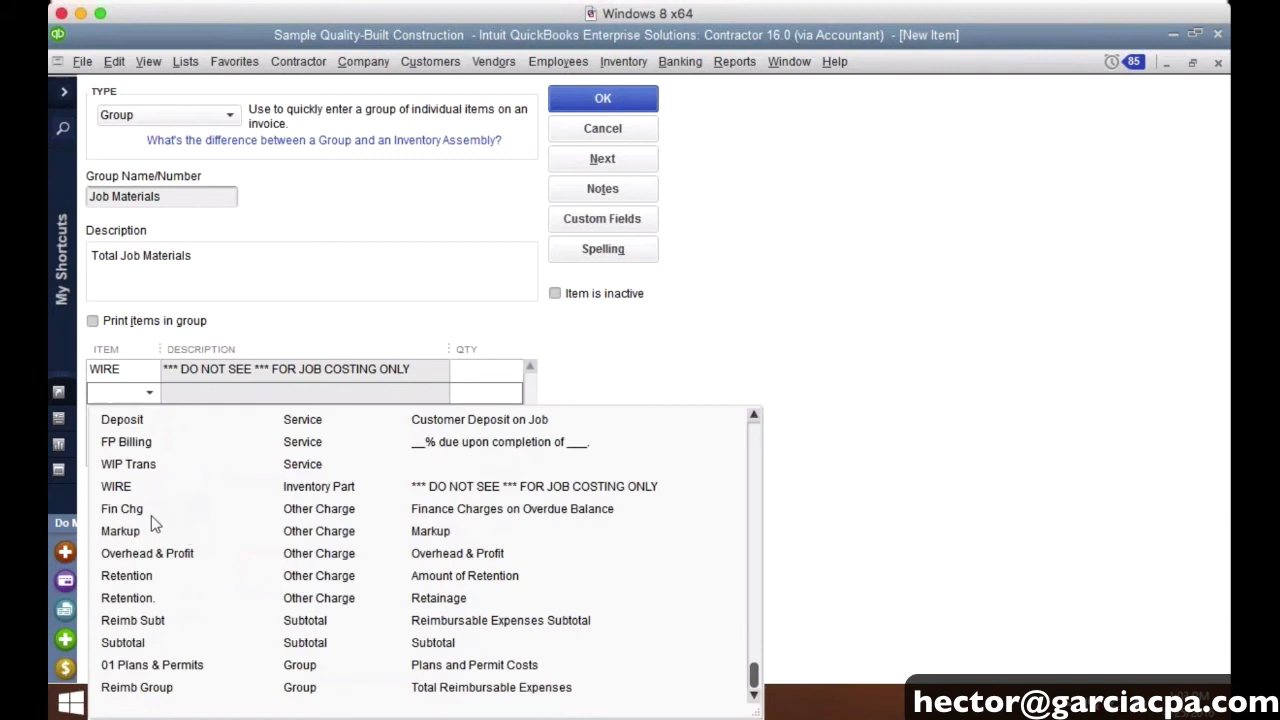 Windows 8 x64
Sample Quality-Built Construction - Intuit QuickBooks Enterprise Solutions: Contractor 16.0 (via Accountant) - [New Item]
File Edit View Lists Favorites Contractor Company Customers Vendors Employees Inventory Banking Reports Window Help 85
TYPE
Group
Use to quickly enter a group of individual items on an
invoice.
What's the difference between a Group and an Inventory Assembly?
OK
Cancel
Next
Notes
Custom Fields
Spelling
Item is inactive
Group Name/Number
Job Materials
Description
Total Job Materials
Print items in group
My Shortcuts
ITEM DESCRIPTION QTY
WIRE *** DO NOT SEE *** FOR JOB COSTING ONLY
Deposit Service Customer Deposit on Job
FP Billing Service __% due upon completion of ___.
WIP Trans Service
WIRE Inventory Part *** DO NOT SEE *** FOR JOB COSTING ONLY
Fin Chg Other Charge Finance Charges on Overdue Balance
Markup Other Charge Markup
Overhead & Profit Other Charge Overhead & Profit
Retention Other Charge Amount of Retention
Retention. Other Charge Retainage
Reimb Subt Subtotal Reimbursable Expenses Subtotal
Subtotal Subtotal Subtotal
01 Plans & Permits Group Plans and Permit Costs
Reimb Group Group Total Reimbursable Expenses
Do M
hector@garciacpa.com